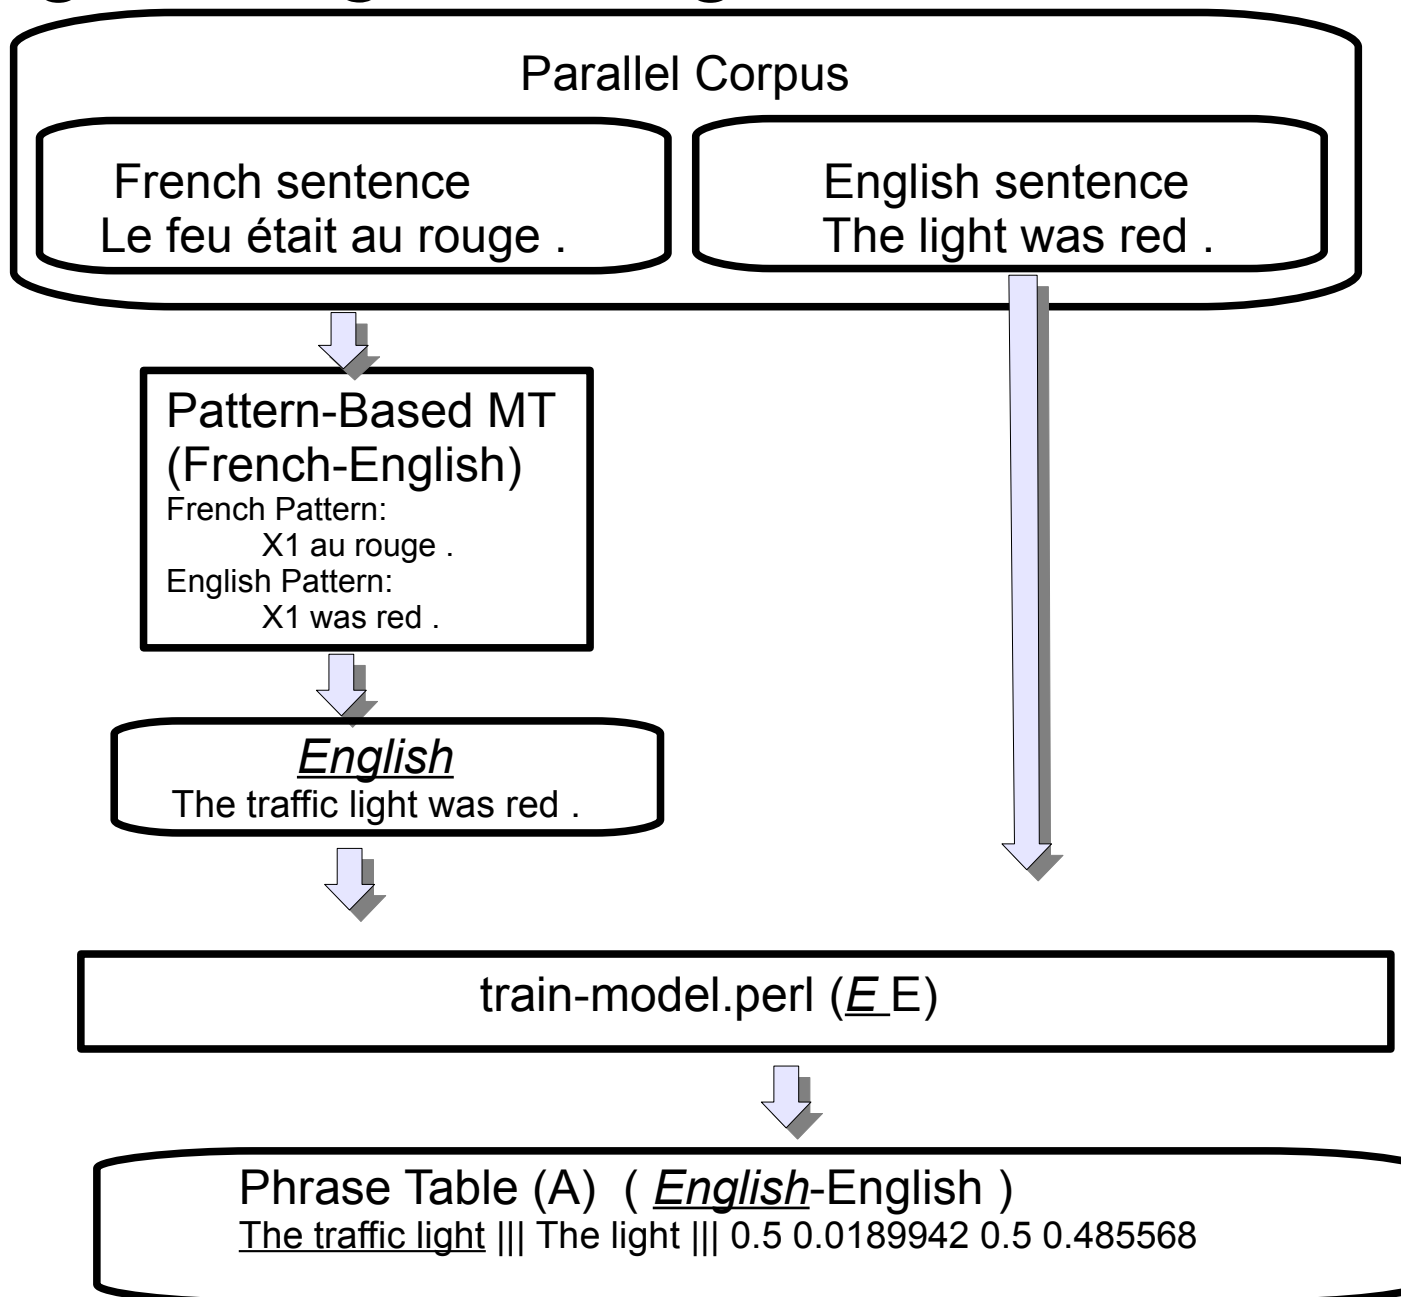 Parallel Corpus
French sentence
Le feu était au rouge .
English sentence
The light was red .
Pattern-Based MT
(French-English)
French Pattern:
X1 au rouge .
English Pattern:
X1 was red .
English
The traffic light was red .
train-model.perl (E E)
Phrase Table (A) ( English-English )
The traffic light ||| The light ||| 0.5 0.0189942 0.5 0.485568